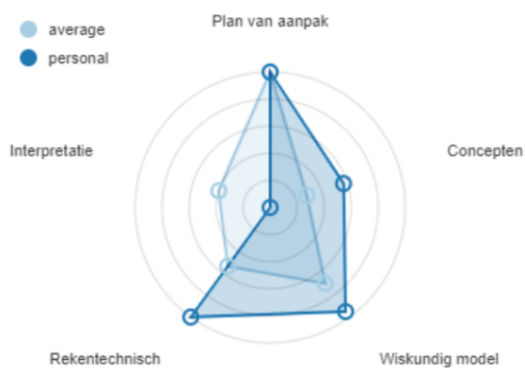 Plan van aanpak
average
personal
Interpretatie
Concepten
Rekentechnisch
Wiskundig model